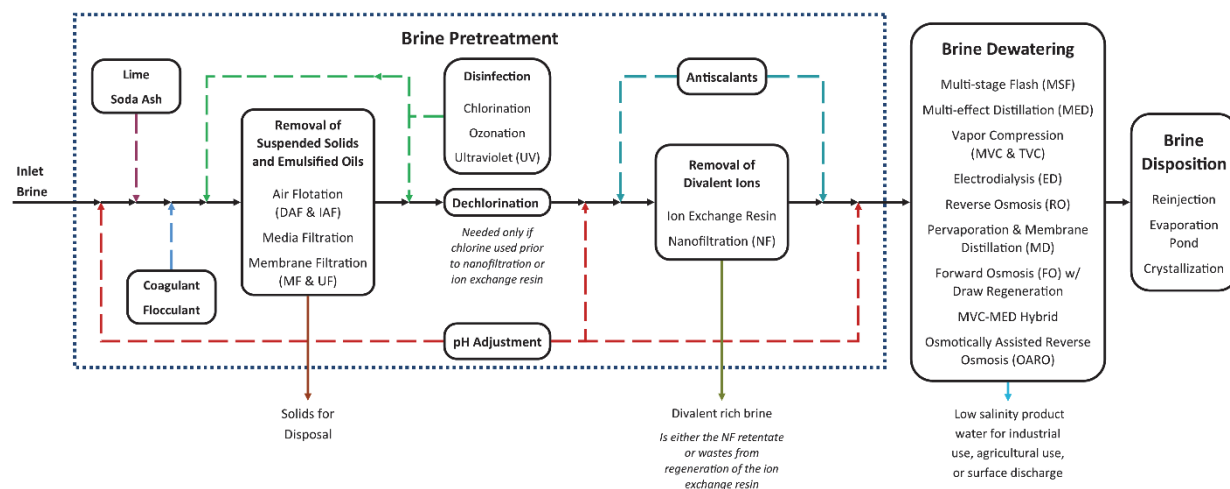 Brine Pretreatment
Lime
Soda Ash
Disinfection
Chlorination
Ozonation
Ultraviolet (UV)
Antiscalants
Removal of
Suspended Solids
and Emulsified Oils
Air Flotation
(DAF & IAF)
Media Filtration
Membrane Filtration
(MF & UF)
Inlet
Brine
Dechlorination
Needed only if
chlorine used prior
to nanofiltration or
ion exchange resin
Removal of
Divalent Ions
Ion Exchange Resin
Nanofiltration (NF)
Coagulant
Flocculant
pH Adjustment
Brine Dewatering
Multi-stage Flash (MSF)
Multi-effect Distillation (MED)
Vapor Compression
(MVC & TVC)
Electrodialysis (ED)
Reverse Osmosis (RO)
Pervaporation & Membrane
Distillation (MD)
Forward Osmosis (FO) w/
Draw Regeneration
MVC-MED Hybrid
Osmotically Assisted Reverse
Osmosis (OARO)
Brine
Disposition
Reinjection
Evaporation
Pond
Crystallization
Solids for
Disposal
Divalent rich brine
Is either the NF retentate
or wastes from
regeneration of the ion
exchange resin
Low salinity product
water for industrial
use, agricultural use,
or surface discharge